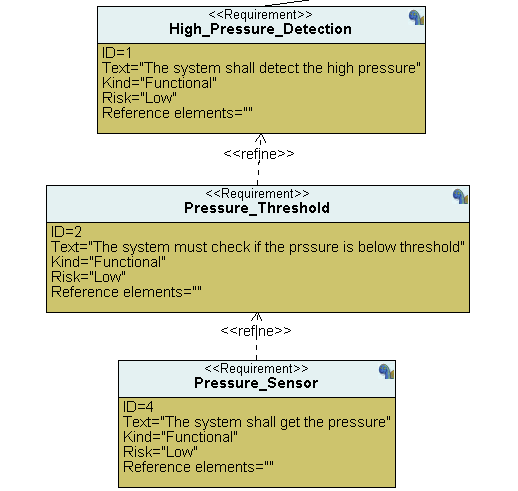 <<Requirement>>
High_Pressure_Detection
ID=1
Text="The system shall detect the high pressure"
Kind="Functional"
Risk="Low"
Reference elements=""
<<refine>>
<<Requirement>>
Pressure_Threshold
ID=2
Text="The system must check if the prssure is below threshold"
Kind="Functional"
Risk="Low"
Reference elements=""
<<refine>>
<<Requirement>>
Pressure_Sensor
ID=4
Text="The system shall get the pressure"
Kind="Functional"
Risk="Low"
Reference elements=""